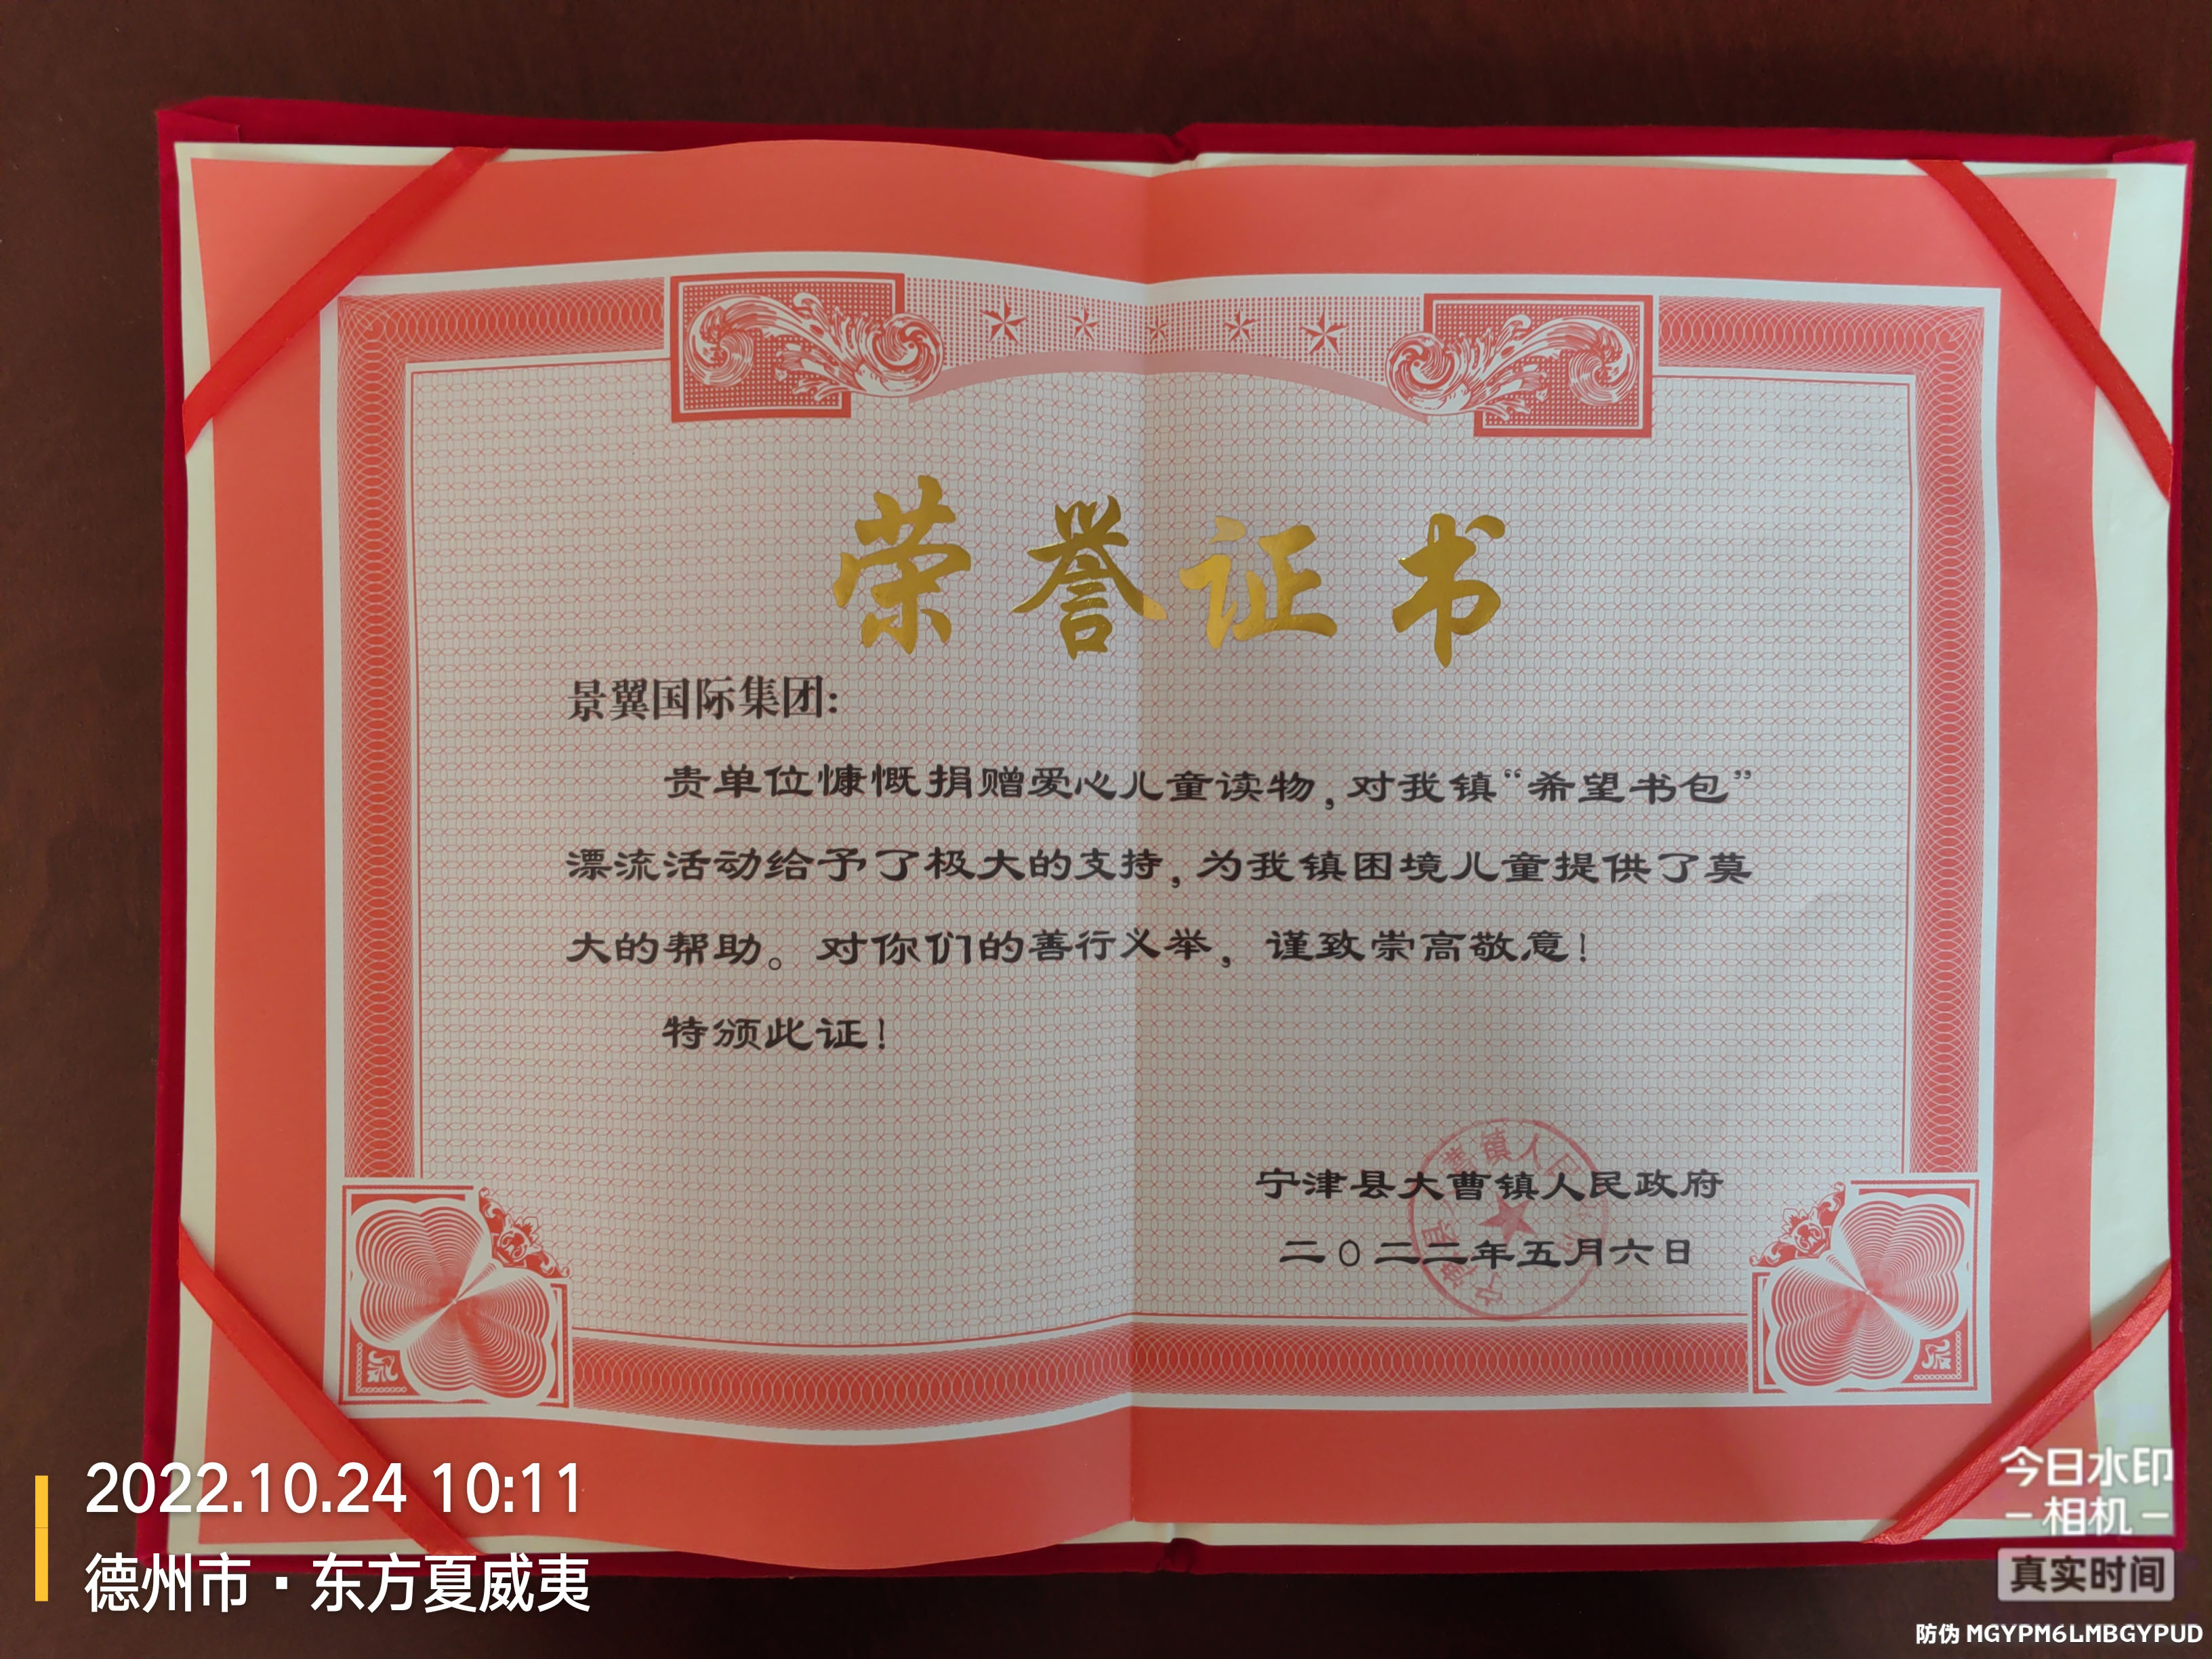 荣誉证书
景翼国际集团:
贵单位慷慨捐赠爱心儿童读物,对我镇“希望书包”
漂流活动给予了极大的支持,为我镇困境儿童提供了莫
大的帮助。对你们的善行义举,谨致崇高敬意!
特颁此证!
宁津县大曹镇人民政府
二〇二二年五月六日
2022.10.24 10:11
德州市·东方夏威夷
今日水印
-相机-
真实时间
防伪 MGYPM6LMBGYPUD